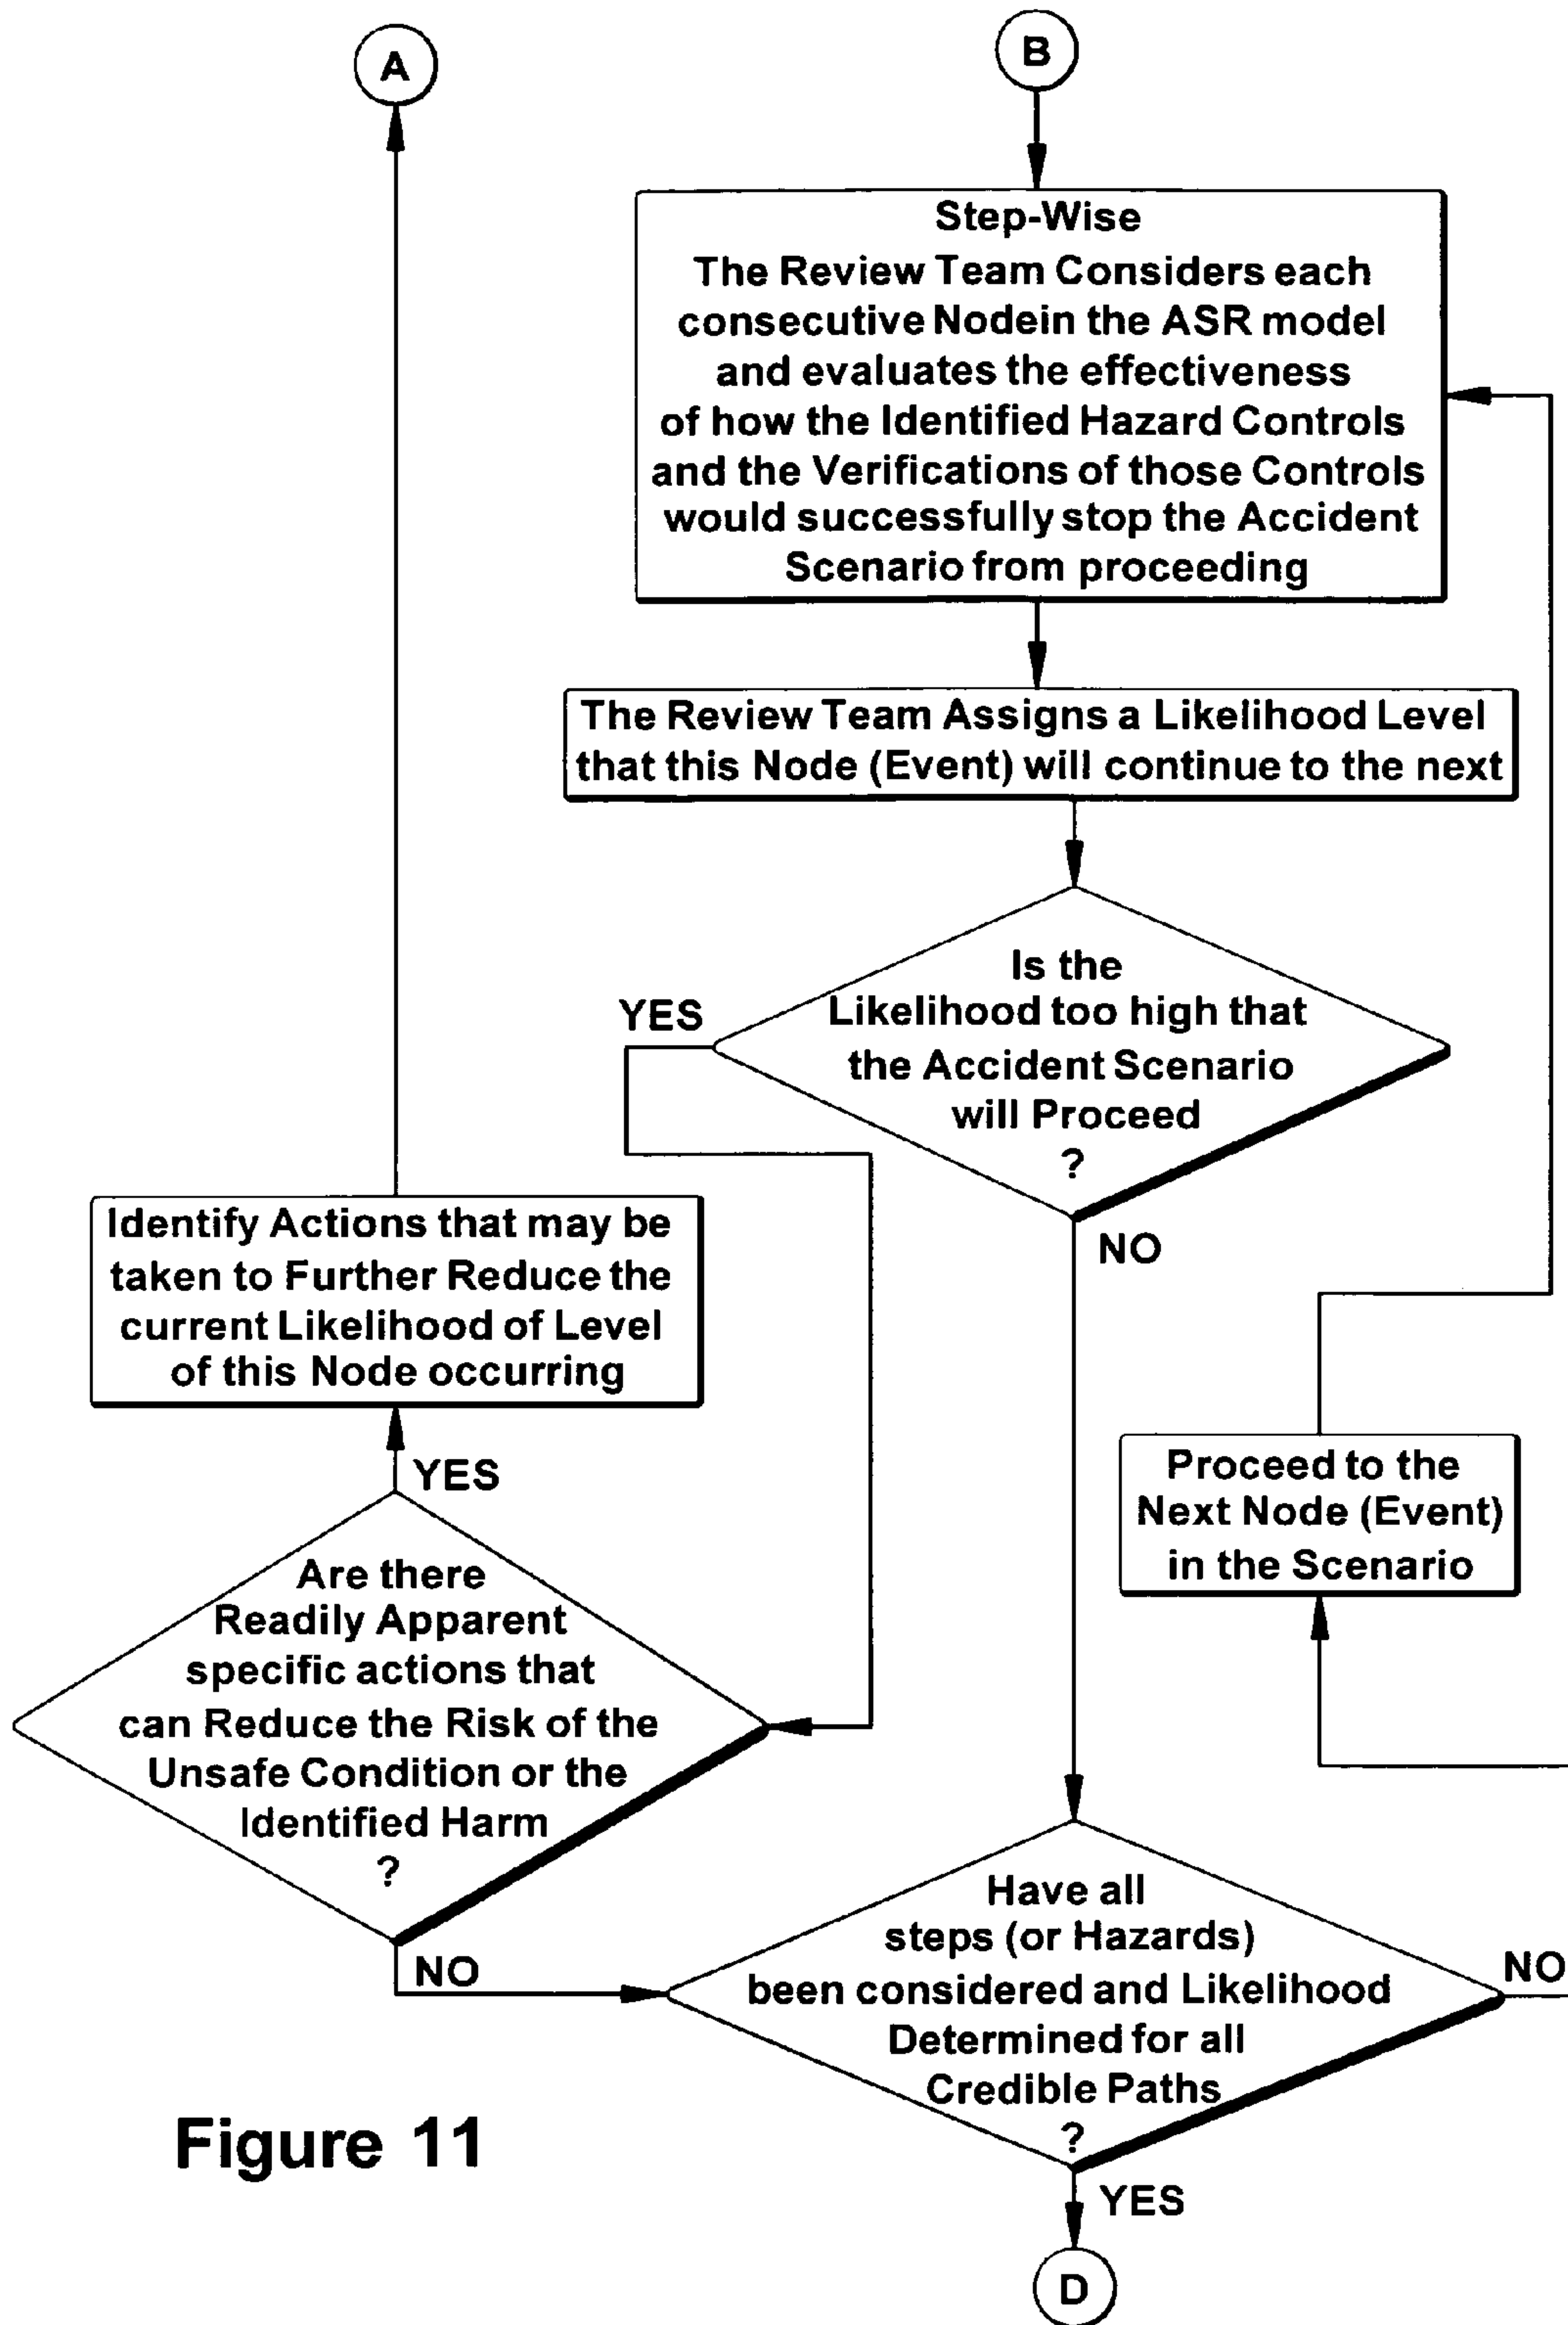 A
B
Step-Wise
The Review Team Considers each
consecutive Nodein the ASR model
and evaluates the effectiveness
of how the Identified Hazard Controls
and the Verifications of those Controls
would successfully stop the Accident
Scenario from proceeding
The Review Team Assigns a Likelihood Level
that this Node (Event) will continue to the next
Is the
Likelihood too high that
the Accident Scenario
will Proceed
?
YES
NO
Identify Actions that may be
taken to Further Reduce the
current Likelihood of Level
of this Node occurring
YES
Proceed to the
Next Node (Event)
in the Scenario
Are there
Readily Apparent
specific actions that
can Reduce the Risk of the
Unsafe Condition or the
Identified Harm
?
NO
Have all
steps (or Hazards)
been considered and Likelihood
Determined for all
Credible Paths
?
NO
YES
D
Figure 11